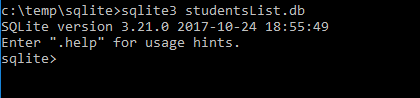 c:\temp\sqlite>sqlite3 studentsList.db
SQLite version 3.21.0 2017-10-24 18:55:49
Enter ".help" for usage hints.
sqlite>